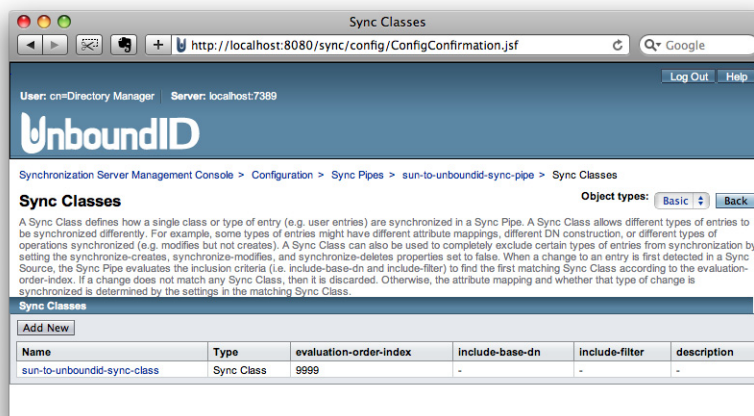 Sync Classes
http://localhost:8080/sync/config/ConfigConfirmation.jsf
Google
Log Out Help
User: cn=Directory Manager Server: localhost:7389
UnboundID
Synchronization Server Management Console > Configuration > Sync Pipes > sun-to-unboundid-sync-pipe > Sync Classes
Sync Classes
Object types: Basic Back
A Sync Class defines how a single class or type of entry (e.g. user entries) are synchronized in a Sync Pipe. A Sync Class allows different types of entries to
be synchronized differently. For example, some types of entries might have different attribute mappings, different DN construction, or different types of
operations synchronized (e.g. modifies but not creates). A Sync Class can also be used to completely exclude certain types of entries from synchronization by
setting the synchronize-creates, synchronize-modifies, and synchronize-deletes properties set to false. When a change to an entry is first detected in a Sync
Source, the Sync Pipe evaluates the inclusion criteria (i.e. include-base-dn and include-filter) to find the first matching Sync Class according to the evaluation-
order-index. If a change does not match any Sync Class, then it is discarded. Otherwise, the attribute mapping and whether that type of change is
synchronized is determined by the settings in the matching Sync Class.
Sync Classes
Add New
Name Type evaluation-order-index include-base-dn include-filter description
sun-to-unboundid-sync-class Sync Class 9999 - - -